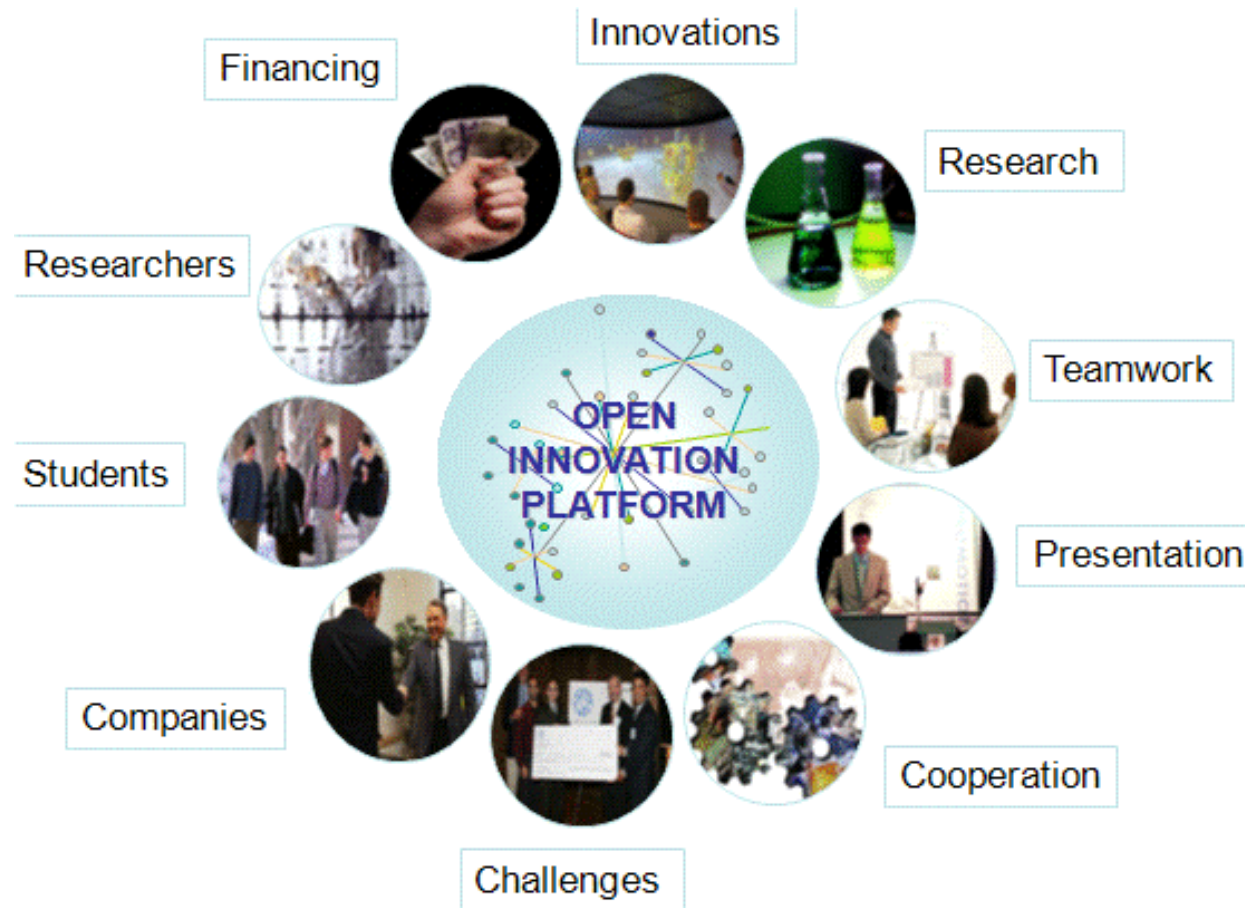 Innovations
Financing
Research
Researchers
Teamwork
OPEN
INNOVATION
PLATFORM
Students
Presentation
Companies
Cooperation
Challenges